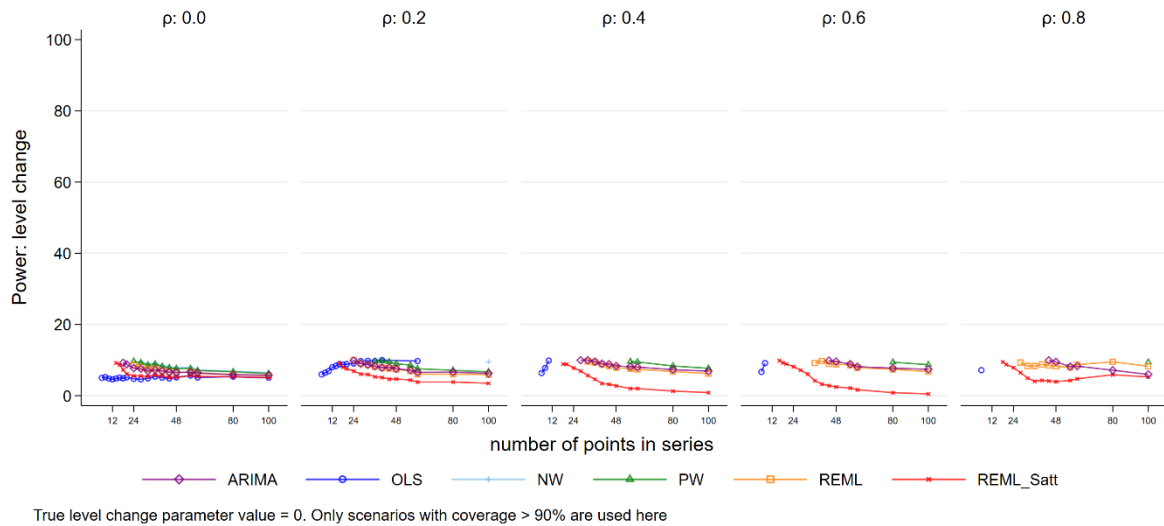 ρ: 0.0 ρ: 0.2 ρ: 0.4 ρ: 0.6 ρ: 0.8
Power: level change
100
80
60
40
20
0
12 24 48 80 100 12 24 48 80 100 12 24 48 80 100 12 24 48 80 100 12 24 48 80 100
number of points in series
ARIMA OLS NW PW REML REML_Satt
True level change parameter value = 0. Only scenarios with coverage > 90% are used here